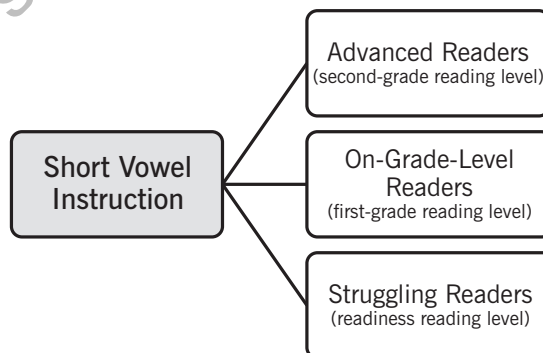 Short Vowel
Instruction
Advanced Readers
(second-grade reading level)
On-Grade-Level
Readers
(first-grade reading level)
Struggling Readers
(readiness reading level)